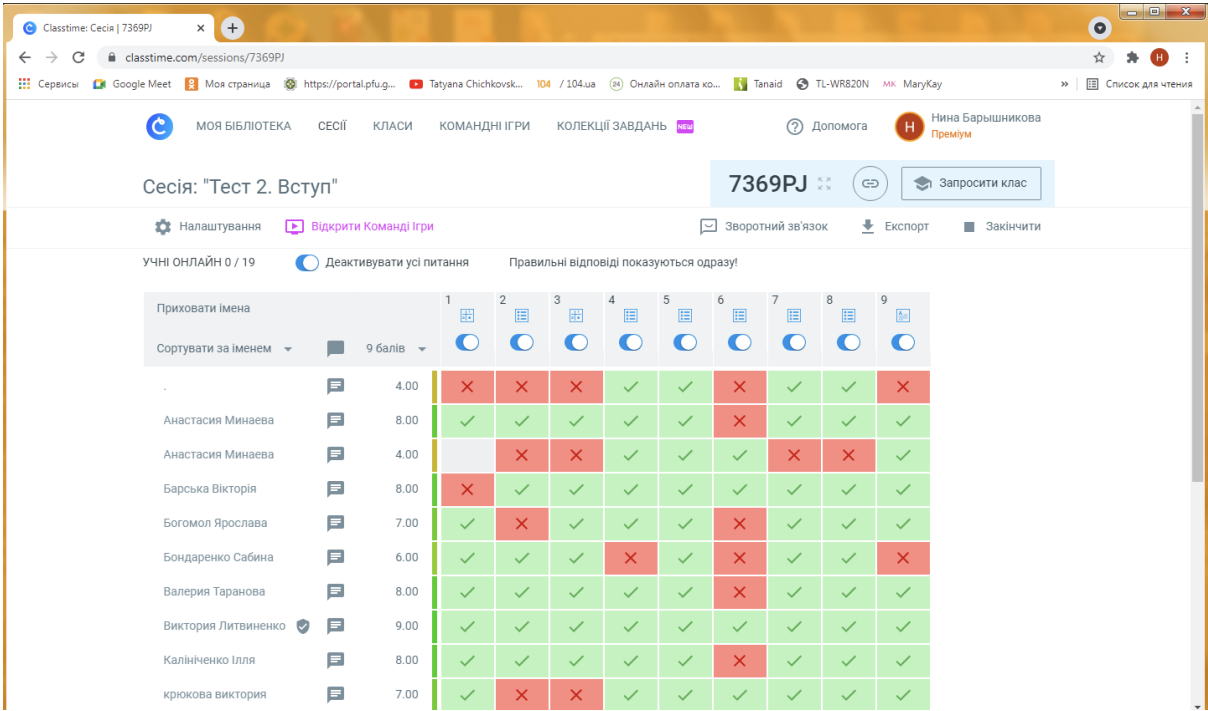 Classtime: Сесія | 7369PJ
classtime.com/sessions/7369PJ
Н
Сервисы Google Meet Моя страница https://portal.pfu.g... Tatyana Chichkovsk... 104 / 104.ua 24 Онлайн оплата ко... Tanaid TL-WR820N MK MaryKay » Список для чтения
МОЯ БІБЛІОТЕКА СЕСІЇ КЛАСИ КОМАНДНІ ІГРИ КОЛЕКЦІЇ ЗАВДАНЬ NEW ? Допомога Н Нина Барышникова
Преміум
Сесія: "Тест 2. Вступ" 7369PJ Запросити клас
Налаштування Відкрити Команді Ігри Зворотний зв'язок Експорт Закінчити
УЧНІ ОНЛАЙН 0 / 19 Деактивувати усі питання Правильні відповіді показуються одразу!
Приховати імена 1 2 3 4 5 6 7 8 9
Сортувати за іменем 9 балів
. 4.00
Анастасия Минаева 8.00
Анастасия Минаева 4.00
Барська Вікторія 8.00
Богомол Ярослава 7.00
Бондаренко Сабина 6.00
Валерия Таранова 8.00
Виктория Литвиненко 9.00
Калініченко Ілля 8.00
крюкова виктория 7.00